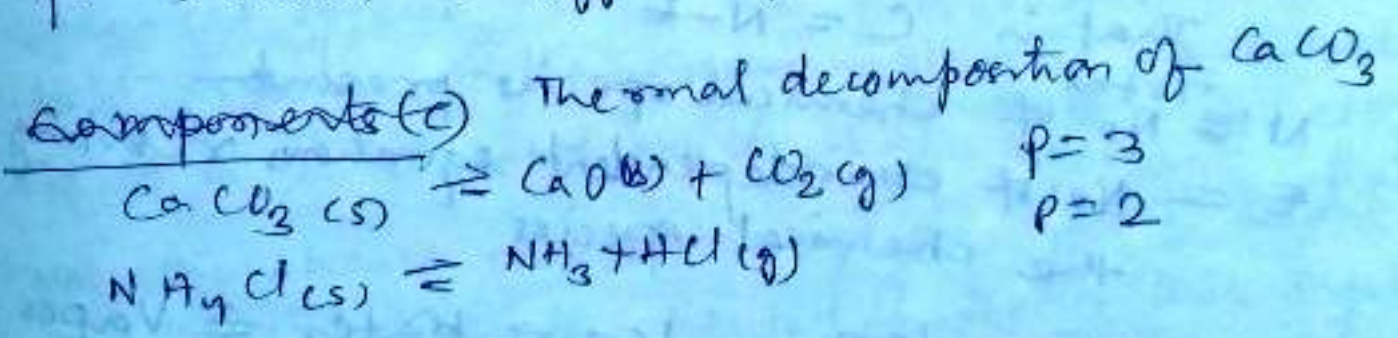 Thermal decomposition of CaCO₃
Components (C)
CaCO₃ (s) ⇌ CaO(s) + CO₂ (g) P = 3
NH₄Cl (s) ⇌ NH₃ + HCl (g) P = 2